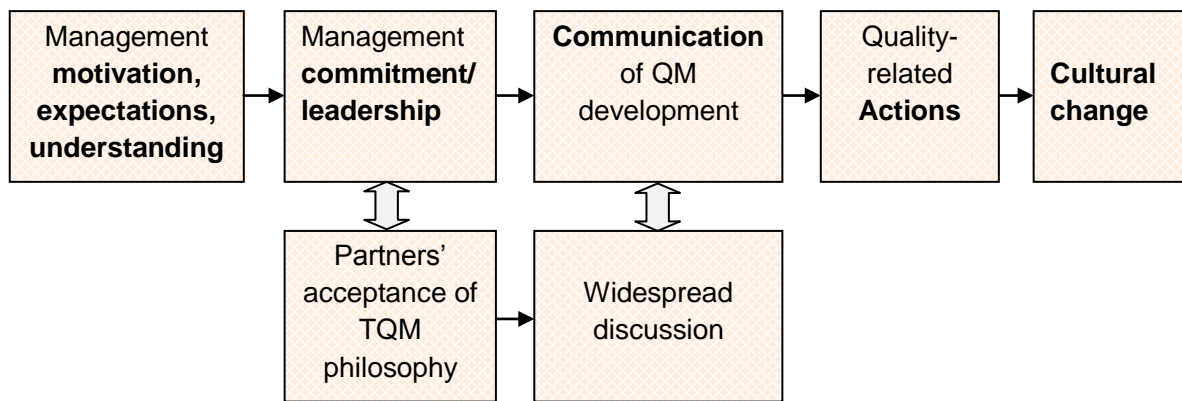 Management
motivation,
expectations,
understanding
Management
commitment/
leadership
Communication
of QM
development
Quality-
related
Actions
Cultural
change
Partners’
acceptance of
TQM
philosophy
Widespread
discussion